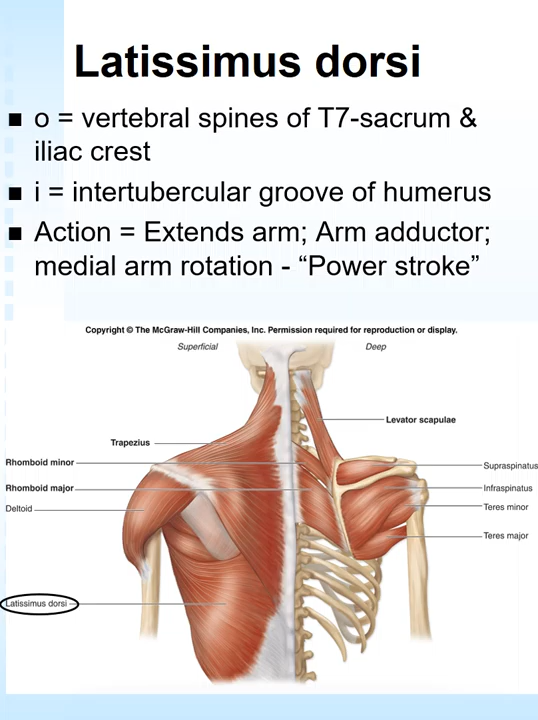 Latissimus dorsi
■ o = vertebral spines of T7-sacrum &
iliac crest
■ i = intertubercular groove of humerus
■ Action = Extends arm; Arm adductor;
medial arm rotation - “Power stroke”
Copyright © The McGraw-Hill Companies, Inc. Permission required for reproduction or display.
Superficial
Deep
Levator scapulae
Trapezius
Rhomboid minor
Supraspinatus
Rhomboid major
Infraspinatus
Deltoid
Teres minor
Teres major
Latissimus dorsi